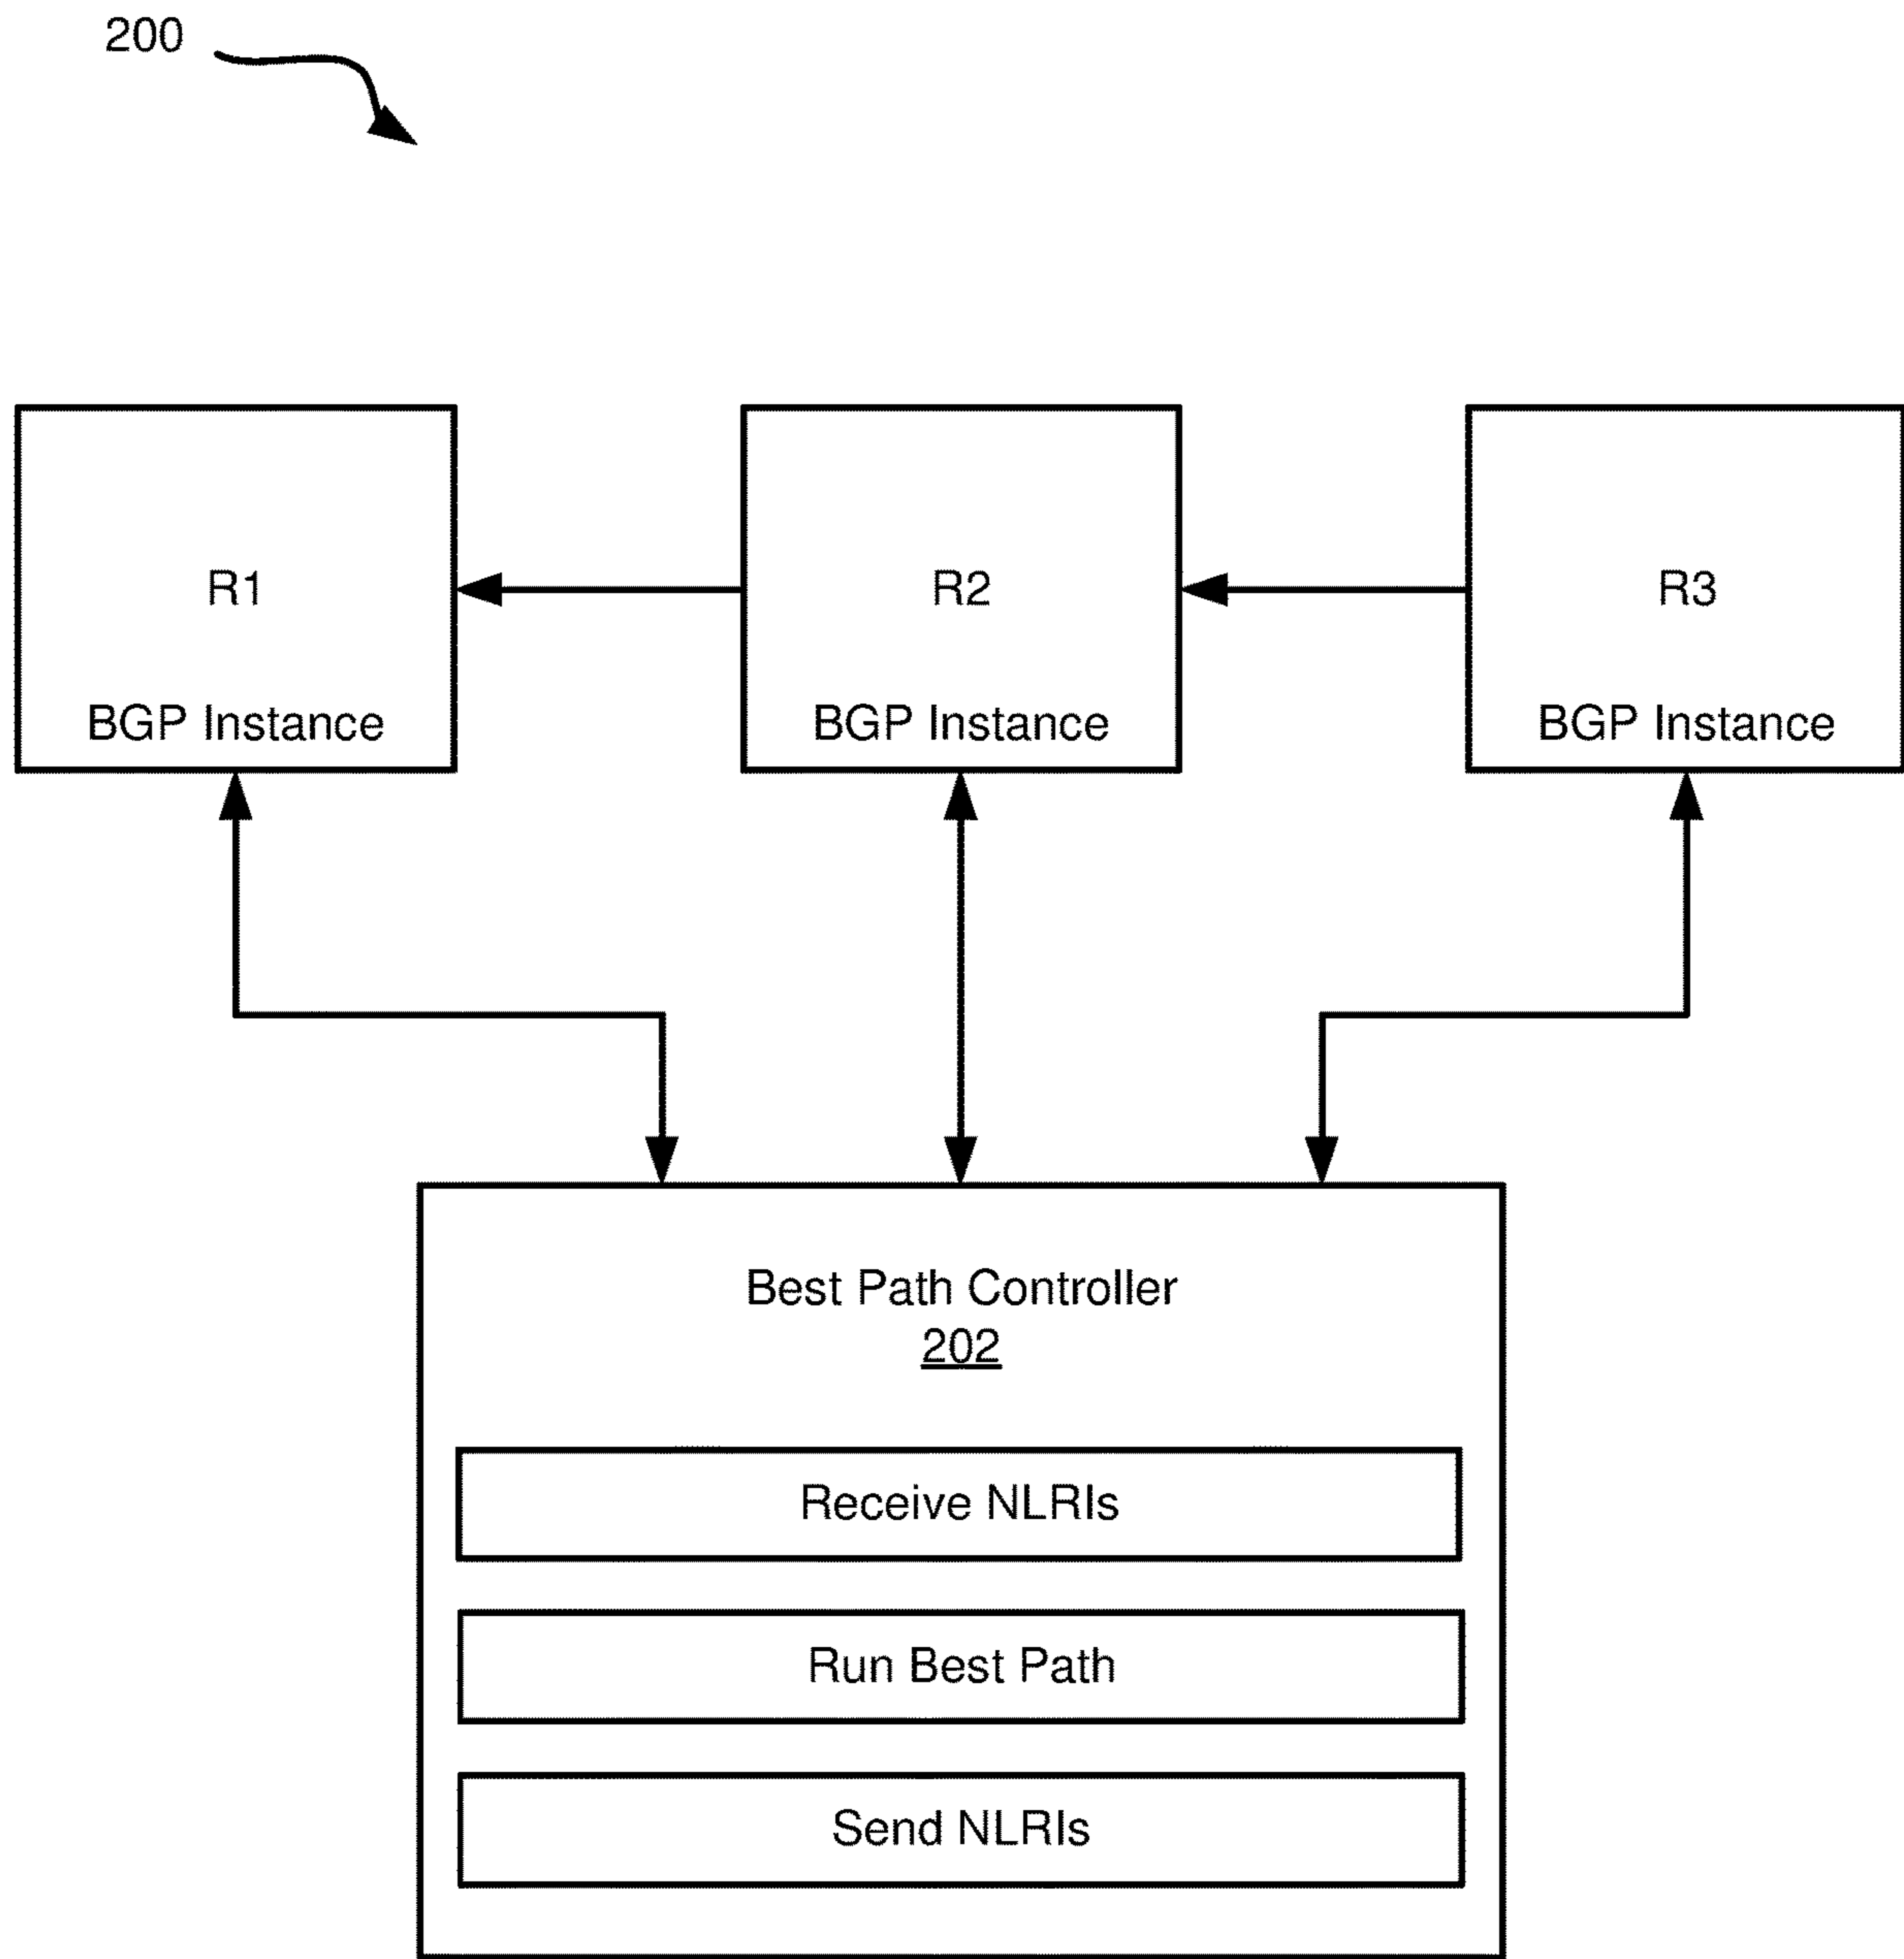 200
R1
BGP Instance
R2
BGP Instance
R3
BGP Instance
Best Path Controller
202
Receive NLRIs
Run Best Path
Send NLRIs